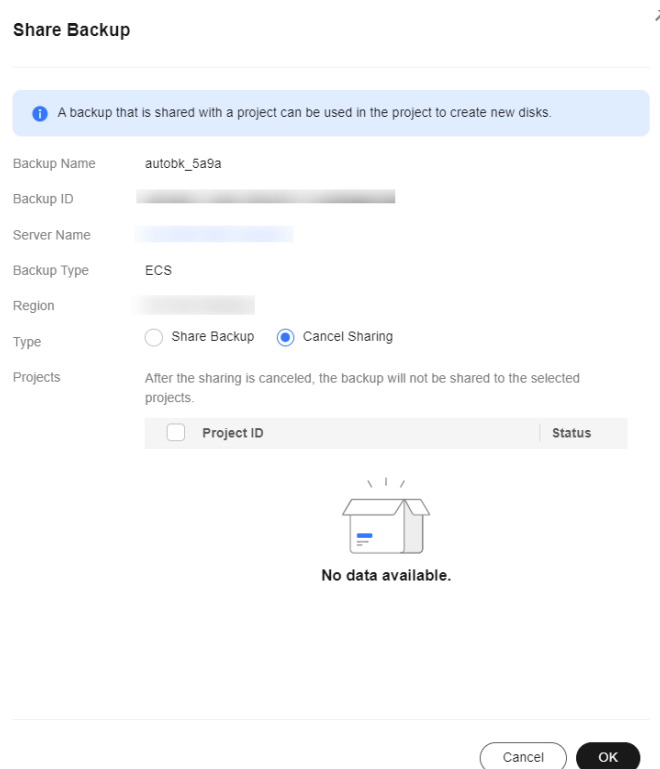 Share Backup
A backup that is shared with a project can be used in the project to create new disks.
Backup Name autobk_5a9a
Backup ID
Server Name
Backup Type ECS
Region
Type Share Backup Cancel Sharing
Projects After the sharing is canceled, the backup will not be shared to the selected
projects.
Project ID Status
No data available.
Cancel OK